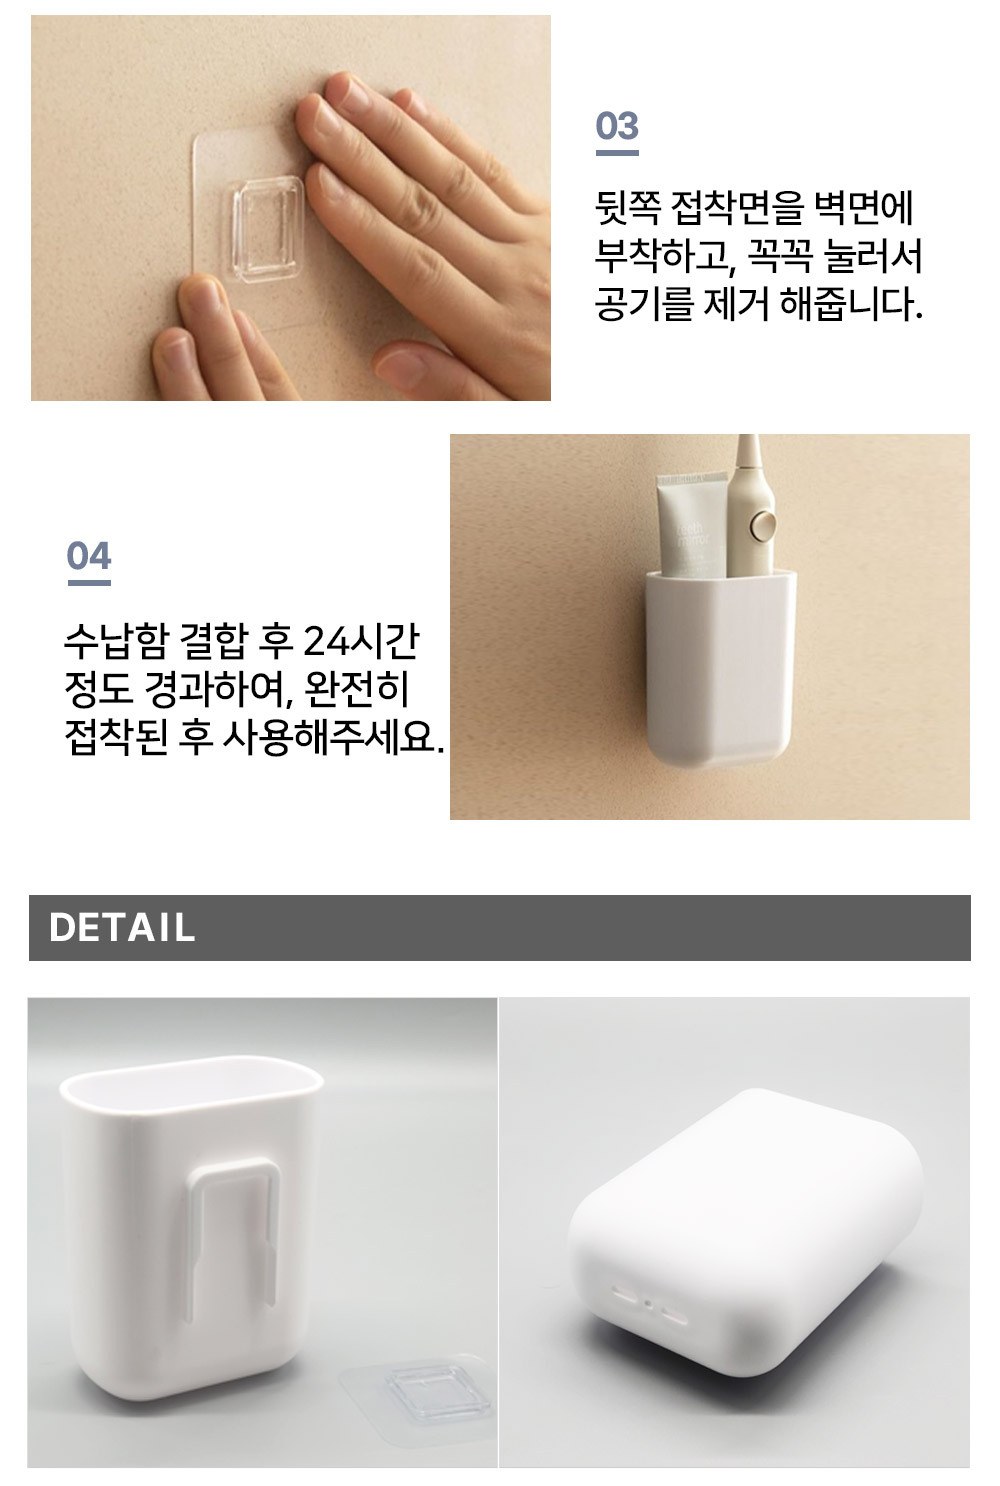 03
뒷쪽 접착면을 벽면에
부착하고, 꼭꼭 눌러서
공기를 제거 해줍니다.
04
수납함 결합 후 24시간
정도 경과하여, 완전히
접착된 후 사용해주세요.
DETAIL